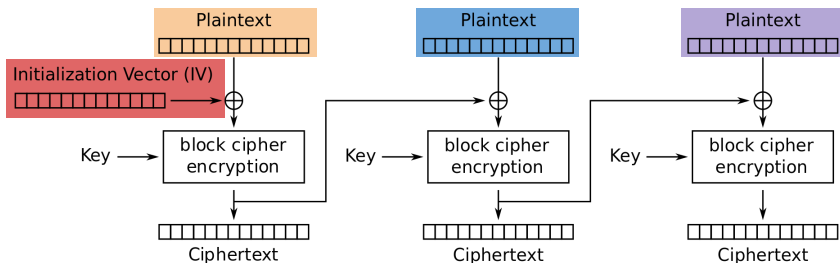 Plaintext
Plaintext
Plaintext
Initialization Vector (IV)
Key
block cipher
encryption
Key
block cipher
encryption
Key
block cipher
encryption
Ciphertext
Ciphertext
Ciphertext